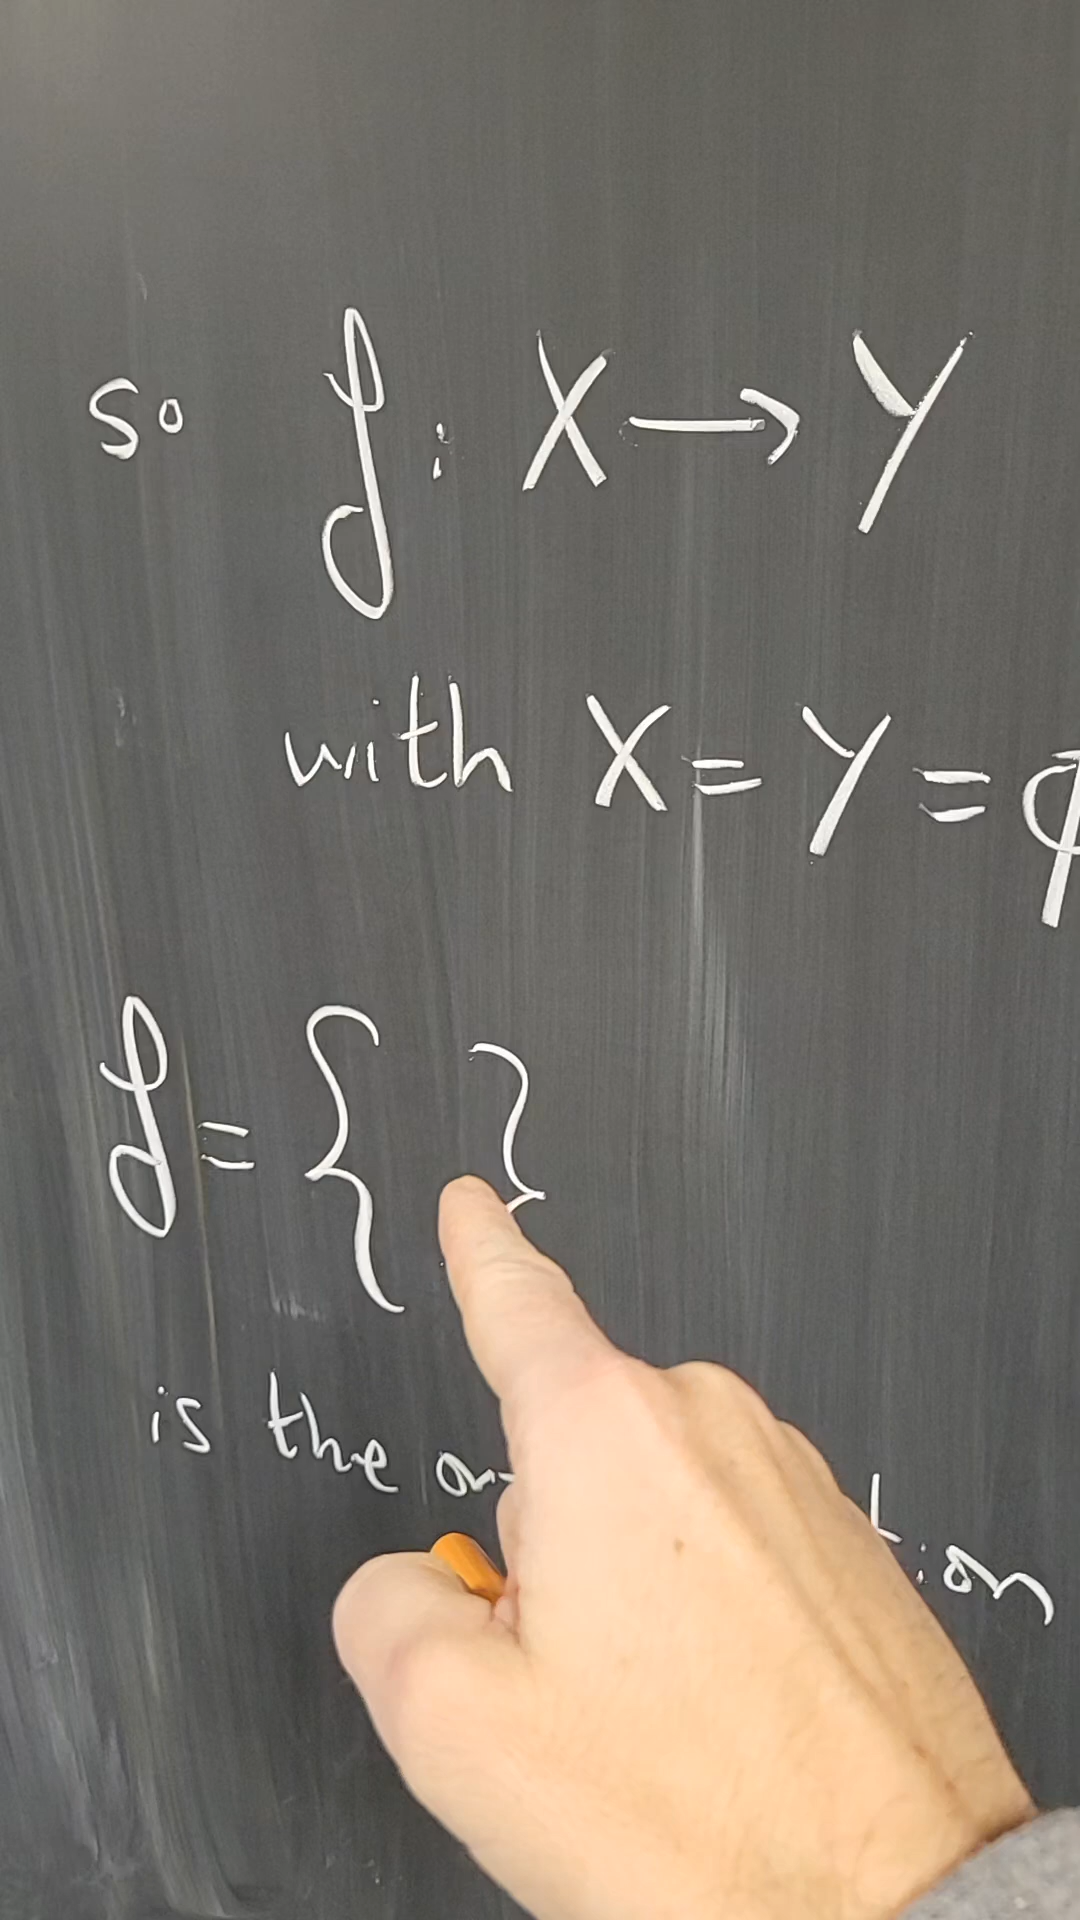 so f: X → Y
with X = Y = ϕ
f = { }
is the